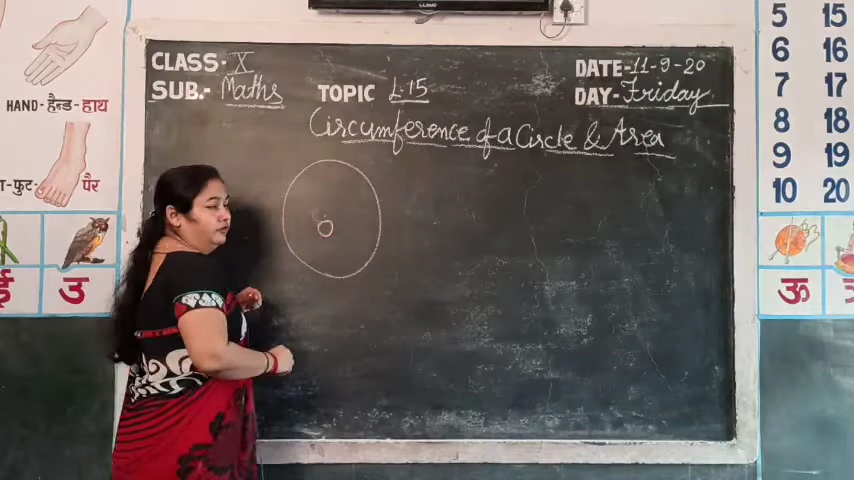 CLASS:- X
SUB.- Maths
TOPIC L-15
DATE-11-9-20
DAY-Friday
Circumference of a Circle & Area
O
HAND-हैन्ड-हाथ
T-फुट-
पैर
ई
उ
ऊ
5 15
6 16
7 17
8 18
9 19
10 20